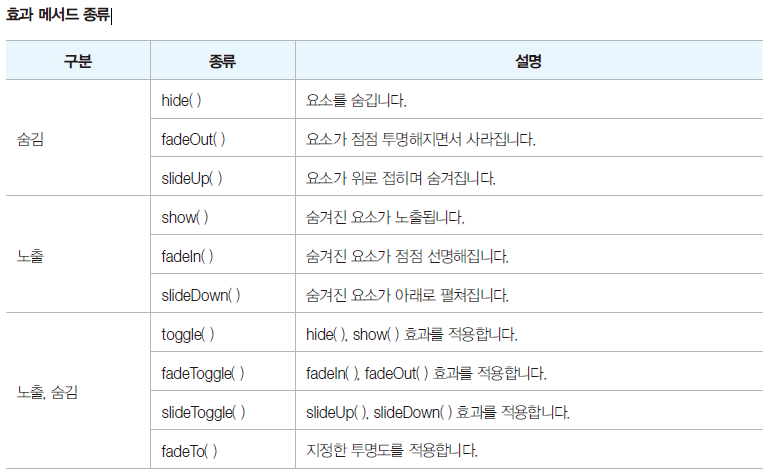 효과 메서드 종류
구분 종류 설명
숨김
hide( ) 요소를 숨깁니다.
fadeOut( ) 요소가 점점 투명해지면서 사라집니다.
slideUp( ) 요소가 위로 접히며 숨겨집니다.
노출
show( ) 숨겨진 요소가 노출됩니다.
fadeIn( ) 숨겨진 요소가 점점 선명해집니다.
slideDown( ) 숨겨진 요소가 아래로 펼쳐집니다.
노출, 숨김
toggle( ) hide( ), show( ) 효과를 적용합니다.
fadeToggle( ) fadeIn( ), fadeOut( ) 효과를 적용합니다.
slideToggle( ) slideUp( ), slideDown( ) 효과를 적용합니다.
fadeTo( ) 지정한 투명도를 적용합니다.